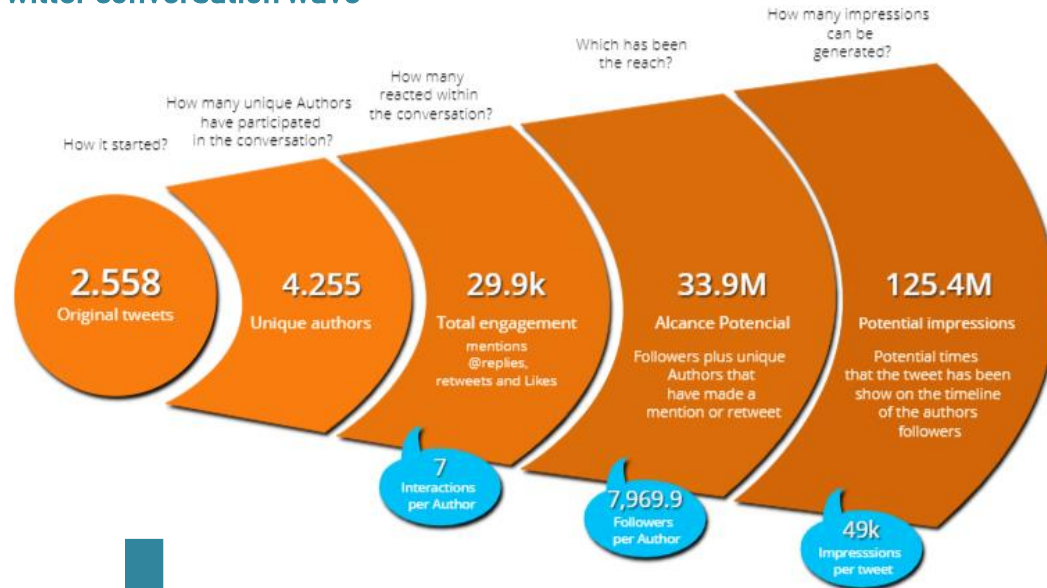 conversation wave
How it started?
2.558
Original tweets
How many unique Authors
have participated
in the conversation?
4.255
Unique authors
How many
reacted within
the conversation?
29.9k
Total engagement
mentions
@replies,
retweets and Likes
7
Interactions
per Author
Which has been
the reach?
33.9M
Alcance Potencial
Followers plus unique
Authors that
have made a
mention or retweet
7,969.9
Followers
per Author
How many impressions
can be
generated?
125.4M
Potential impressions
Potential times
that the tweet has been
show on the timeline
of the authors
followers
49k
Impresssions
per tweet